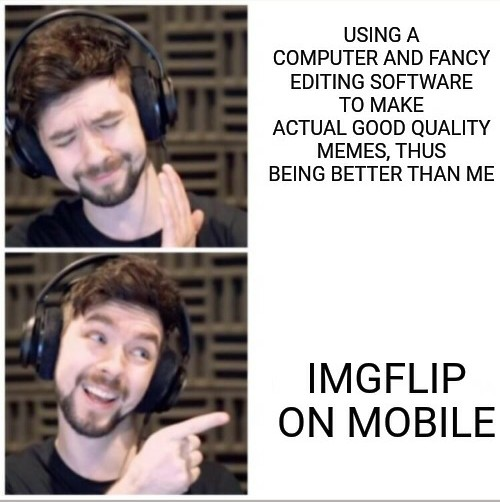 USING A
COMPUTER AND FANCY
EDITING SOFTWARE
TO MAKE
ACTUAL GOOD QUALITY
MEMES, THUS
BEING BETTER THAN ME
IMGFLIP
ON MOBILE